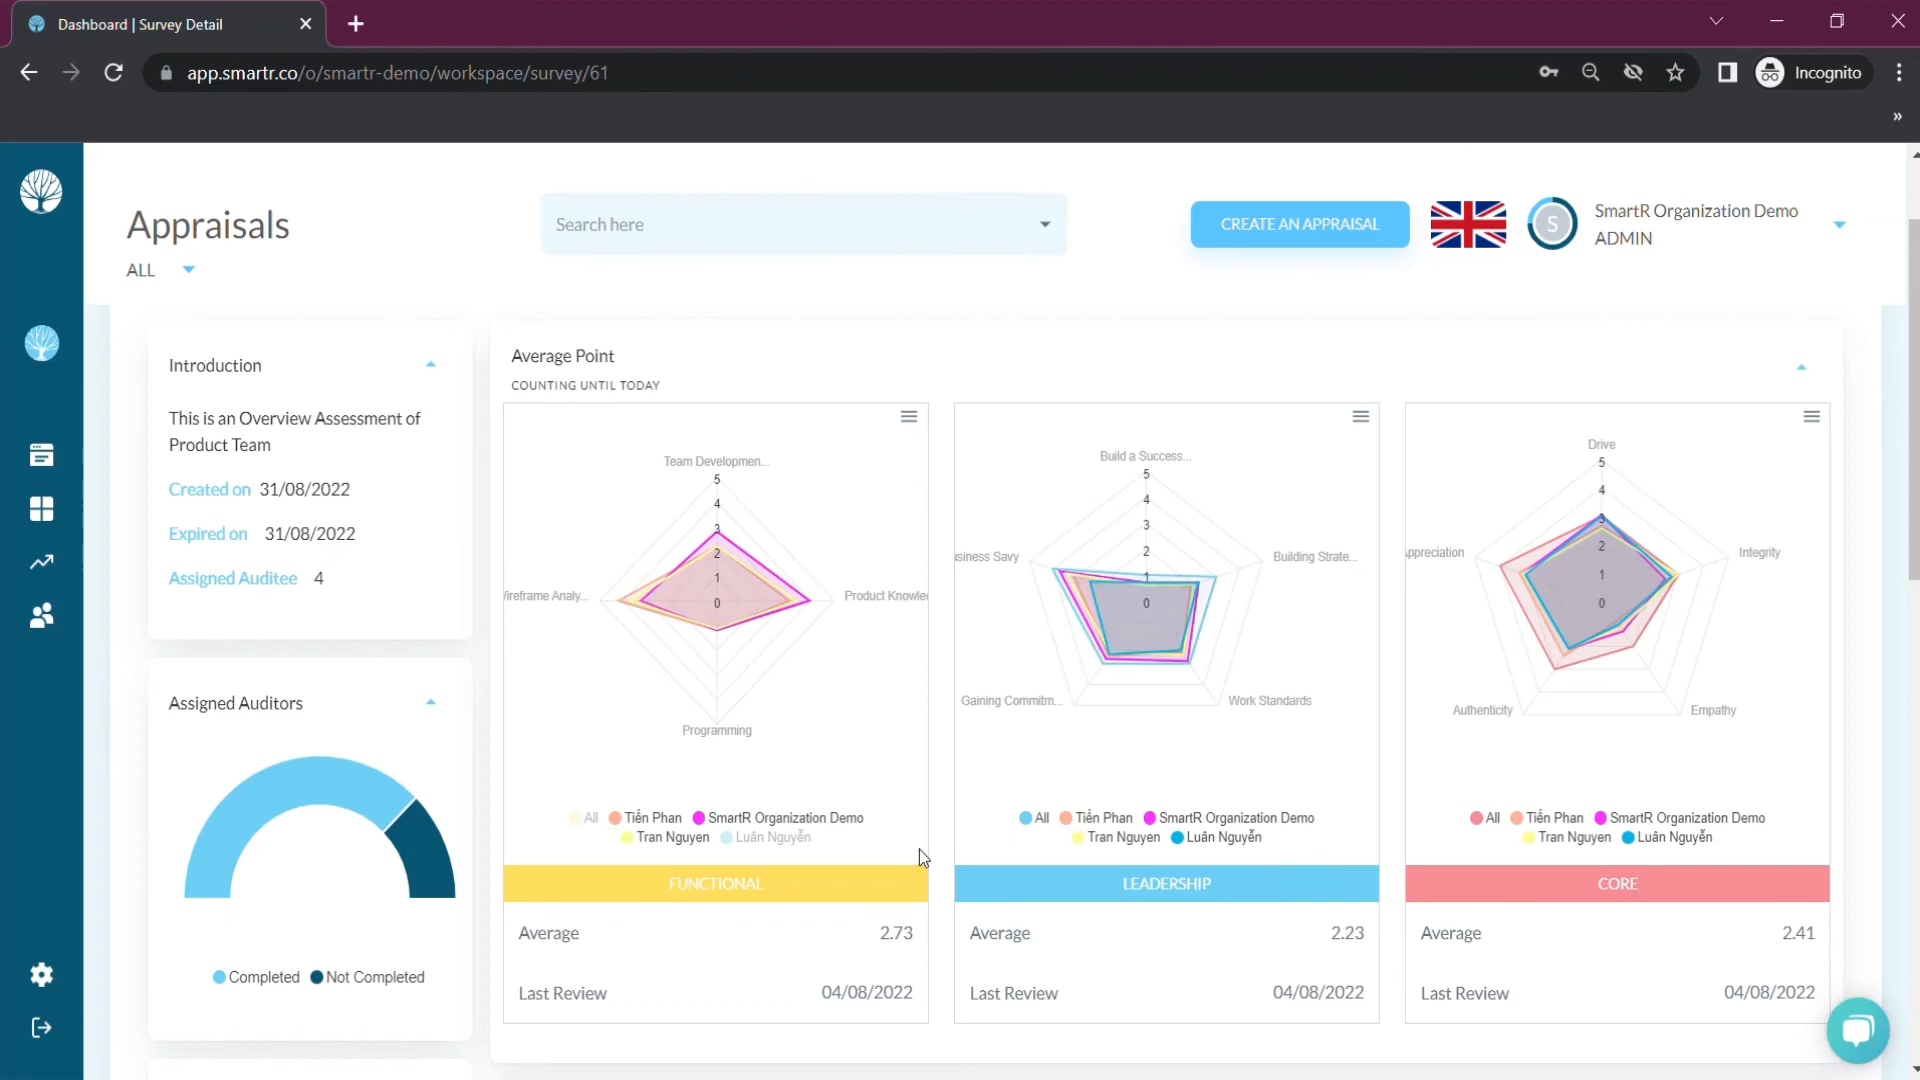 Dashboard | Survey Detail
app.smartr.co/o/smartr-demo/workspace/survey/61
Incognito
Appraisals
ALL
Search here
CREATE AN APPRAISAL
S
SmartR Organization Demo
ADMIN
Introduction
This is an Overview Assessment of
Product Team
Created on 31/08/2022
Expired on 31/08/2022
Assigned Auditee 4
Assigned Auditors
Completed Not Completed
Average Point
COUNTING UNTIL TODAY
Team Developmen...
5
4
3
2
1
0
Wireframe Analy...
Product Knowle
Programming
All Tiến Phan SmartR Organization Demo
Tran Nguyen Luân Nguyễn
FUNCTIONAL
Average 2.73
Last Review 04/08/2022
Build a Success...
5
4
3
2
1
0
usiness Savy
Building Strate...
Gaining Commitm...
Work Standards
All Tiến Phan SmartR Organization Demo
Tran Nguyen Luân Nguyễn
LEADERSHIP
Average 2.23
Last Review 04/08/2022
Drive
5
4
3
2
1
0
Appreciation
Integrity
Authenticity
Empathy
All Tiến Phan SmartR Organization Demo
Tran Nguyen Luân Nguyễn
CORE
Average 2.41
Last Review 04/08/2022